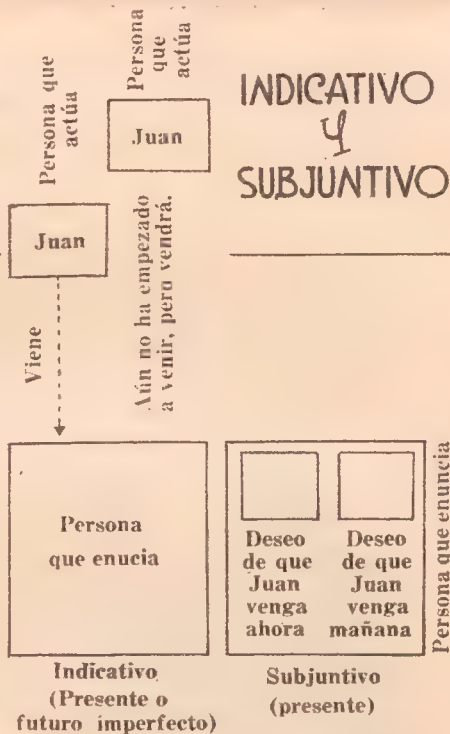 Persona que
actúa
Persona
que
actúa
INDICATIVO
y
SUBJUNTIVO
Juan
Juan
Viene
Aún no ha empezado
a venir, pero vendrá.
Persona
que enucia
Deseo
de que
Juan
venga
ahora
Deseo
de que
Juan
venga
mañana
Persona que enuncia
Indicativo
(Presente o
futuro imperfecto)
Subjuntivo
(presente)